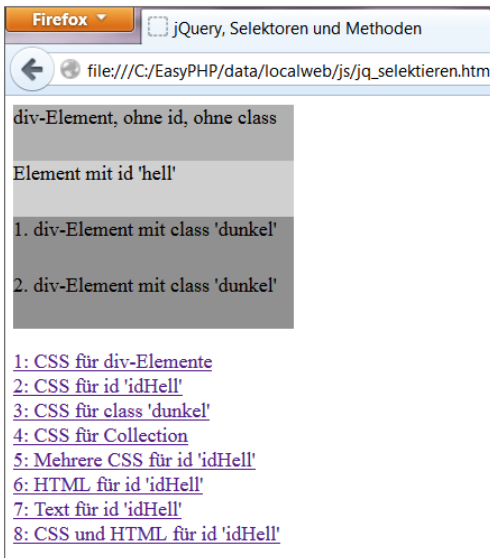 Firefox
jQuery, Selektoren und Methoden
file:///C:/EasyPHP/data/localweb/js/jq_selektieren.htm
div-Element, ohne id, ohne class
Element mit id 'hell'
1. div-Element mit class 'dunkel'
2. div-Element mit class 'dunkel'
1: CSS für div-Elemente
2: CSS für id 'idHell'
3: CSS für class 'dunkel'
4: CSS für Collection
5: Mehrere CSS für id 'idHell'
6: HTML für id 'idHell'
7: Text für id 'idHell'
8: CSS und HTML für id 'idHell'